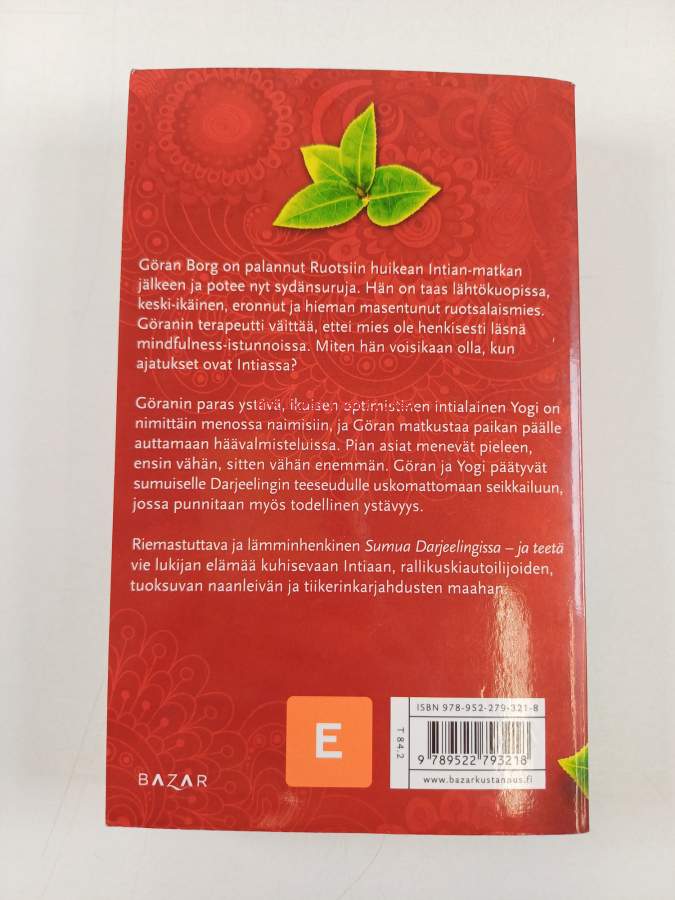 Göran Borg on palannut Ruotsiin huikean Intian-matkan
jälkeen ja potee nyt sydänsuruja. Hän on taas lähtökuopissa,
keski-ikäinen, eronnut ja hieman masentunut ruotsalaismies.
Göranin terapeutti väittää, ettei mies ole henkisesti läsnä
mindfulness-istunnoissa. Miten hän voisikaan olla, kun
ajatukset ovat Intiassa?
Göranin paras ystävä, ikuisen optimistinen intialainen Yogi on
nimittäin menossa naimisiin, ja Göran matkustaa paikan päälle
auttamaan häävalmisteluissa. Pian asiat menevät pieleen,
ensin vähän, sitten vähän enemmän. Göran ja Yogi päätyvät
sumuiselle Darjeelingin teeseudulle uskomattomaan seikkailuun,
jossa punnitaan myös todellinen ystävyys.
Riemastuttava ja lämminhenkinen Sumua Darjeelingissa – ja teetä
vie lukijan elämää kuhisevaan Intiaan, rallikuskiautoilijoiden,
tuoksuvan naanleivän ja tiikerinkarjahdusten maahan.
BAZAR
E
T 84.2
ISBN 978-952-279-321-8
9 789522 793218
www.bazarkustannus.fi